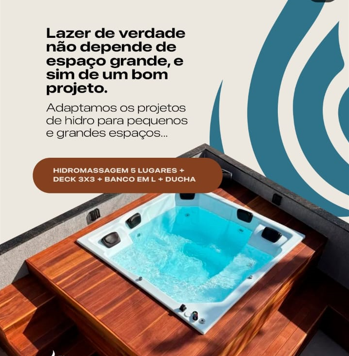 Lazer de verdade
não depende de
espaço grande, e
sim de um bom
projeto.
Adaptamos os projetos
de hidro para pequenos
e grandes espaços...
HIDROMASSAGEM 5 LUGARES +
DECK 3X3 + BANCO EM L + DUCHA